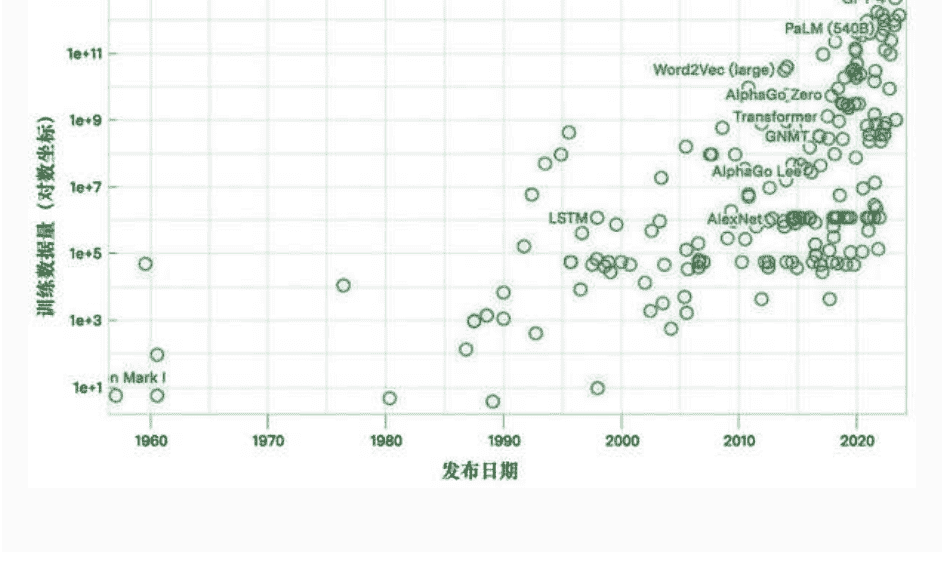 PaLM (540B)
1e+11
Word2Vec (large)
AlphaGo Zero
1e+9
Transformer
GNMT
1e+7
AlphaGo Lee
LSTM
AlexNet
1e+5
1e+3
n Mark I
1e+1
训练数据量（对数坐标）
1960 1970 1980 1990 2000 2010 2020
发布日期